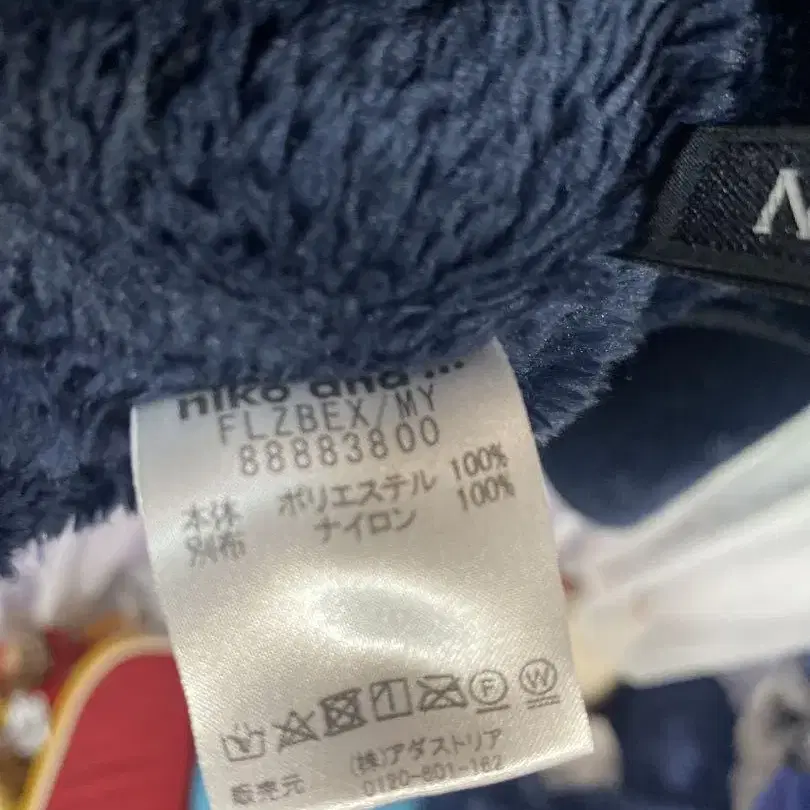 niko and ...
FLZBEX/MY
88883800
本体 ポリエステル 100%
別布 ナイロン 100%
F W
(株)アダストリア
販売元 0120-601-162
N